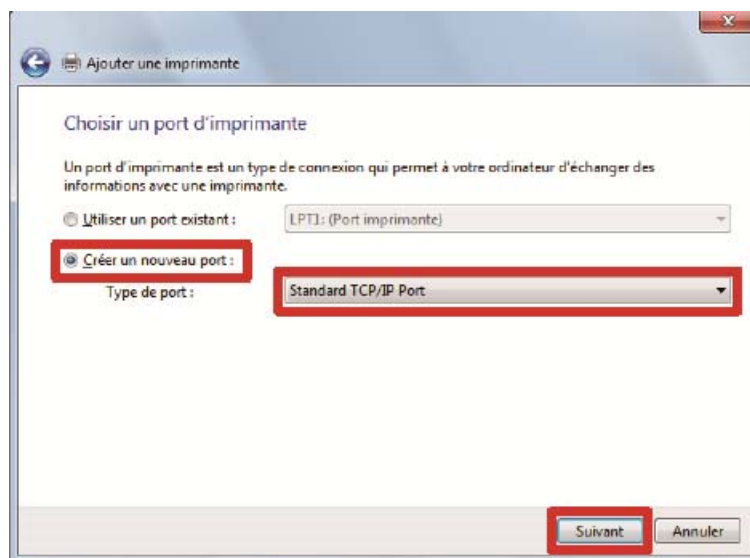 Ajouter une imprimante
Choisir un port d'imprimante
Un port d'imprimante est un type de connexion qui permet à votre ordinateur d'échanger des
informations avec une imprimante.
Utiliser un port existant :
LPT1: (Port imprimante)
Créer un nouveau port :
Type de port :
Standard TCP/IP Port
Suivant
Annuler